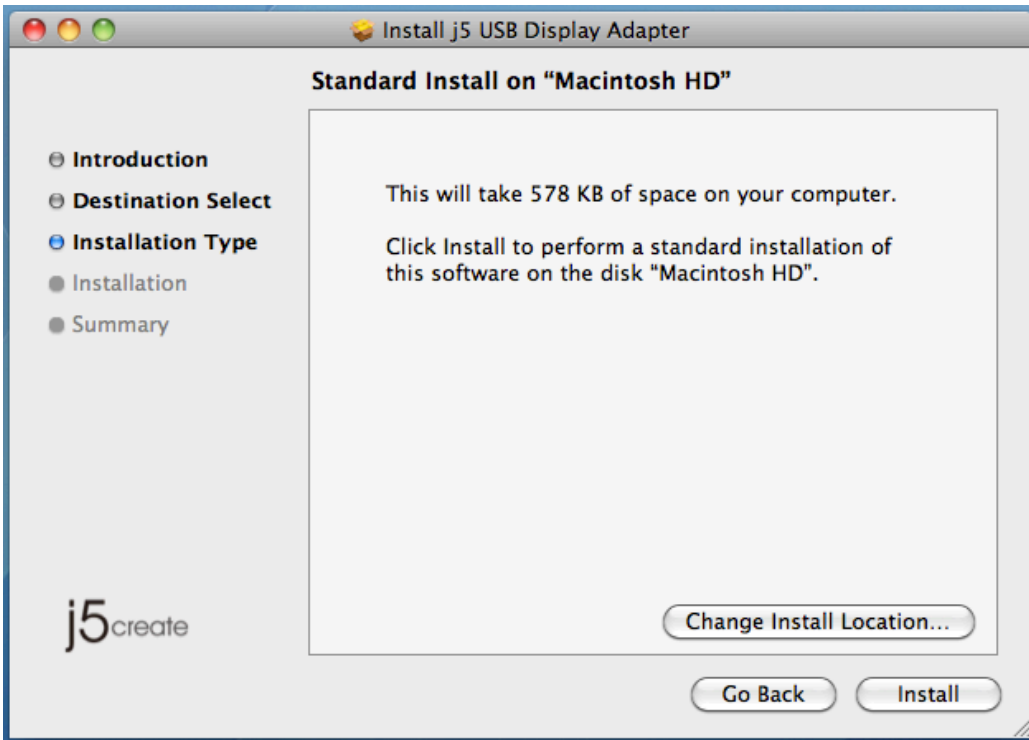 Install j5 USB Display Adapter
Standard Install on “Macintosh HD”
Introduction
Destination Select
Installation Type
Installation
Summary
This will take 578 KB of space on your computer.
Click Install to perform a standard installation of
this software on the disk “Macintosh HD”.
j5create
Change Install Location...
Go Back
Install